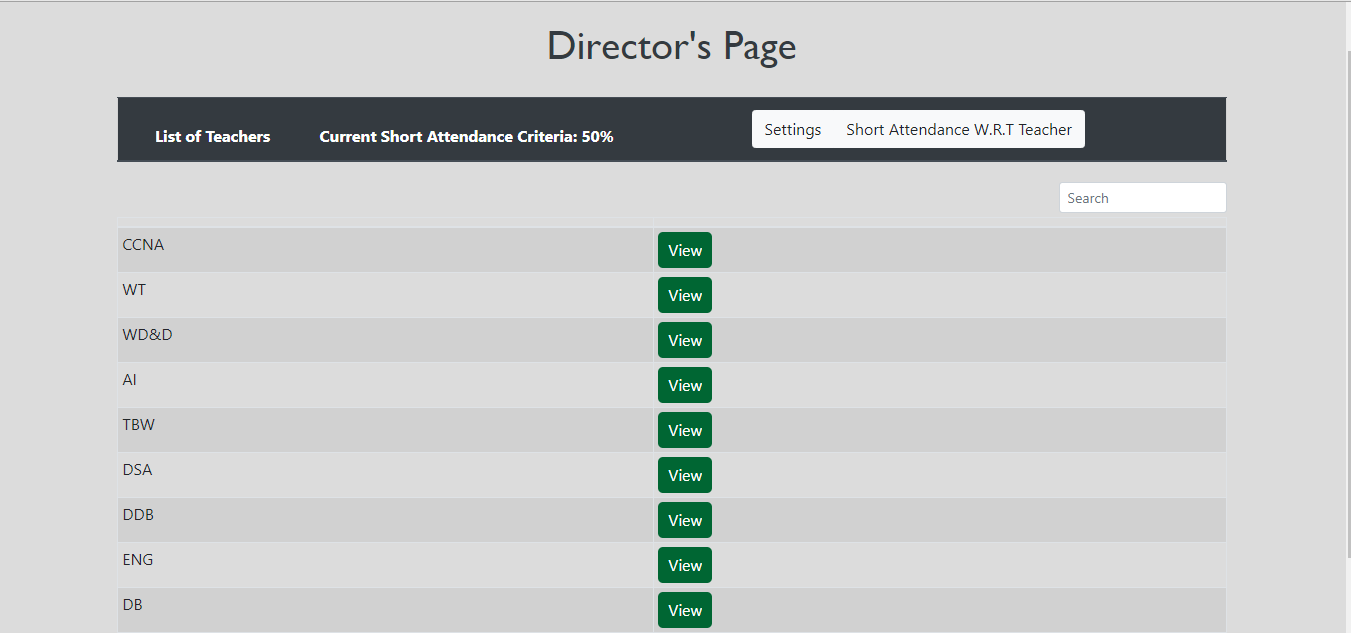 Director's Page
List of Teachers Current Short Attendance Criteria: 50% Settings Short Attendance W.R.T Teacher
Search
CCNA View
WT View
WD&D View
AI View
TBW View
DSA View
DDB View
ENG View
DB View